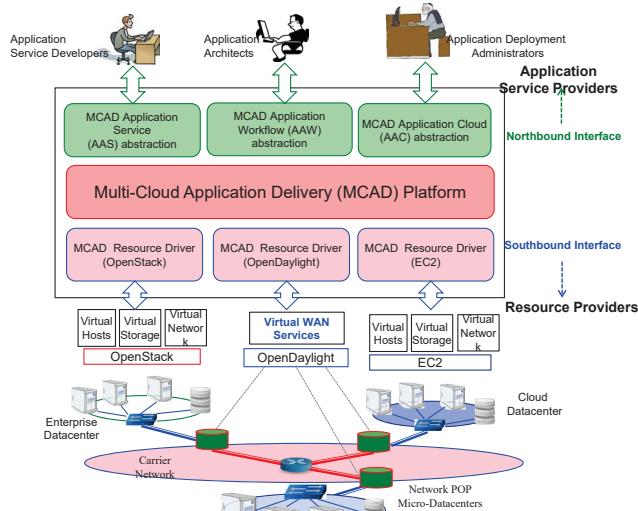 Application
Service Developers
Application
Architects
Application Deployment
Administrators
Application
Service Providers
MCAD Application
Service
(AAS) abstraction
MCAD Application
Workflow (AAW)
abstraction
MCAD Application Cloud
(AAC) abstraction
Northbound Interface
Multi-Cloud Application Delivery (MCAD) Platform
MCAD Resource Driver
(OpenStack)
MCAD Resource Driver
(OpenDaylight)
MCAD Resource Driver
(EC2)
Southbound Interface
Resource Providers
Virtual
Hosts
Virtual
Storage
Virtual
Networ
k
OpenStack
Virtual WAN
Services
OpenDaylight
Virtual
Hosts
Virtual
Storage
Virtual
Networ
k
EC2
Enterprise
Datacenter
Cloud
Datacenter
Carrier
Network
Network POP
Micro-Datacenters